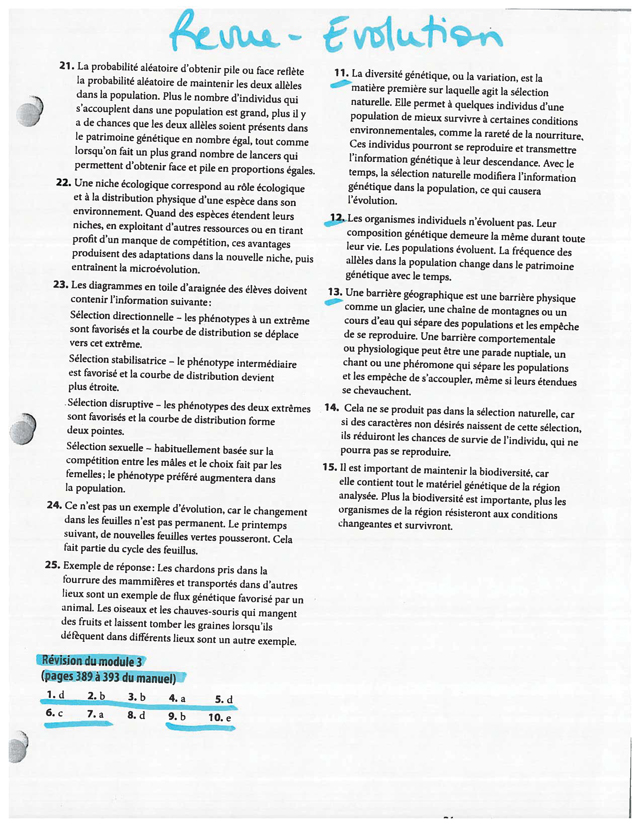 Revue - Evolution
21. La probabilité aléatoire d'obtenir pile ou face reflète
la probabilité aléatoire de maintenir les deux allèles
dans la population. Plus le nombre d'individus qui
s'accouplent dans une population est grand, plus il y
a de chances que les deux allèles soient présents dans
le patrimoine génétique en nombre égal, tout comme
lorsqu'on fait un plus grand nombre de lancers qui
permettent d'obtenir face et pile en proportions égales.
22. Une niche écologique correspond au rôle écologique
et à la distribution physique d'une espèce dans son
environnement. Quand des espèces étendent leurs
niches, en exploitant d'autres ressources ou en tirant
profit d'un manque de compétition, ces avantages
produisent des adaptations dans la nouvelle niche, puis
entraînent la microévolution.
23. Les diagrammes en toile d'araignée des élèves doivent
contenir l'information suivante :
Sélection directionnelle – les phénotypes à un extrême
sont favorisés et la courbe de distribution se déplace
vers cet extrême.
Sélection stabilisatrice – le phénotype intermédiaire
est favorisé et la courbe de distribution devient
plus étroite.
Sélection disruptive – les phénotypes des deux extrêmes
sont favorisés et la courbe de distribution forme
deux pointes.
Sélection sexuelle – habituellement basée sur la
compétition entre les mâles et le choix fait par les
femelles; le phénotype préféré augmentera dans
la population.
24. Ce n'est pas un exemple d'évolution, car le changement
dans les feuilles n'est pas permanent. Le printemps
suivant, de nouvelles feuilles vertes pousseront. Cela
fait partie du cycle des feuillus.
25. Exemple de réponse : Les chardons pris dans la
fourrure des mammifères et transportés dans d'autres
lieux sont un exemple de flux génétique favorisé par un
animal. Les oiseaux et les chauves-souris qui mangent
des fruits et laissent tomber les graines lorsqu'ils
défèquent dans différents lieux sont un autre exemple.
Révision du module 3
(pages 389 à 393 du manuel)
1. d 2. b 3. b 4. a 5. d
6. c 7. a 8. d 9. b 10. e
11. La diversité génétique, ou la variation, est la
matière première sur laquelle agit la sélection
naturelle. Elle permet à quelques individus d'une
population de mieux survivre à certaines conditions
environnementales, comme la rareté de la nourriture.
Ces individus pourront se reproduire et transmettre
l'information génétique à leur descendance. Avec le
temps, la sélection naturelle modifiera l'information
génétique dans la population, ce qui causera
l'évolution.
12. Les organismes individuels n'évoluent pas. Leur
composition génétique demeure la même durant toute
leur vie. Les populations évoluent. La fréquence des
allèles dans la population change dans le patrimoine
génétique avec le temps.
13. Une barrière géographique est une barrière physique
comme un glacier, une chaîne de montagnes ou un
cours d'eau qui sépare des populations et les empêche
de se reproduire. Une barrière comportementale
ou physiologique peut être une parade nuptiale, un
chant ou une phéromone qui sépare les populations
et les empêche de s'accoupler, même si leurs étendues
se chevauchent.
14. Cela ne se produit pas dans la sélection naturelle, car
si des caractères non désirés naissent de cette sélection,
ils réduiront les chances de survie de l'individu, qui ne
pourra pas se reproduire.
15. Il est important de maintenir la biodiversité, car
elle contient tout le matériel génétique de la région
analysée. Plus la biodiversité est importante, plus les
organismes de la région résisteront aux conditions
changeantes et survivront.